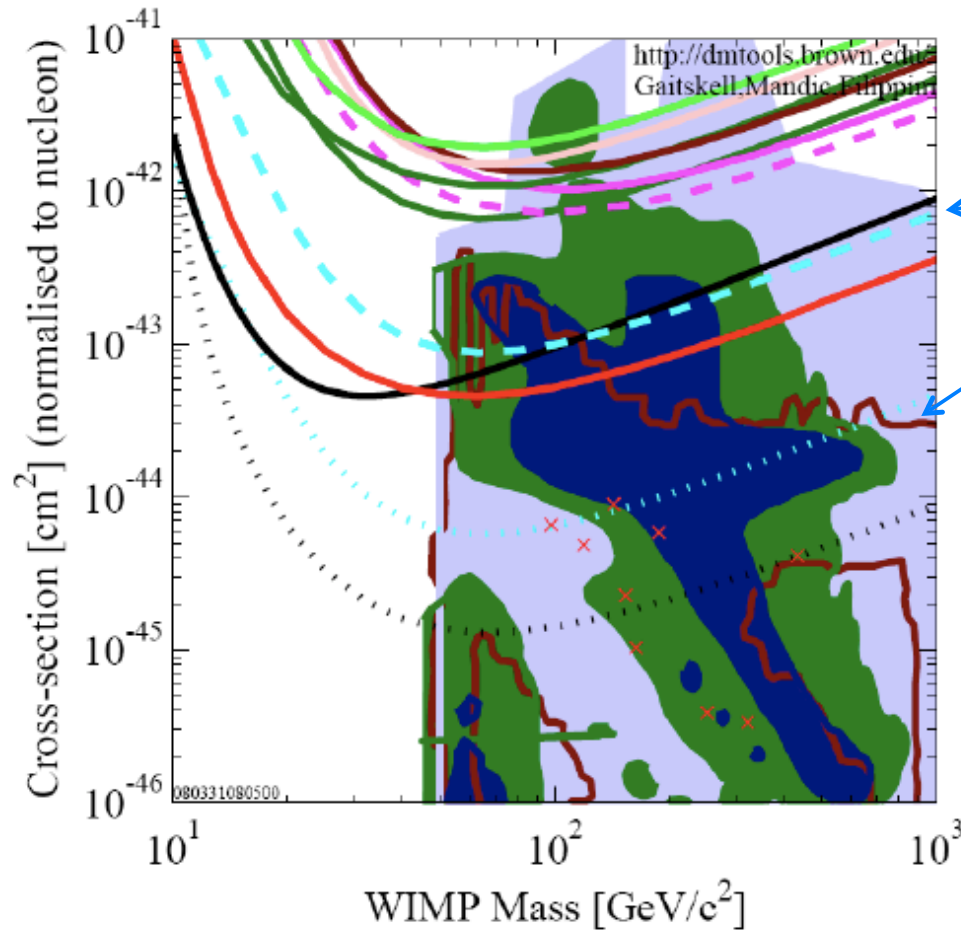 http://dmtools.brown.edu
Gaitskell,Mandic,Filippini
10^-41
10^-42
10^-43
10^-44
10^-45
10^-46
Cross-section [cm^2] (normalised to nucleon)
080331080500
10^1
10^2
10^3
WIMP Mass [GeV/c^2]